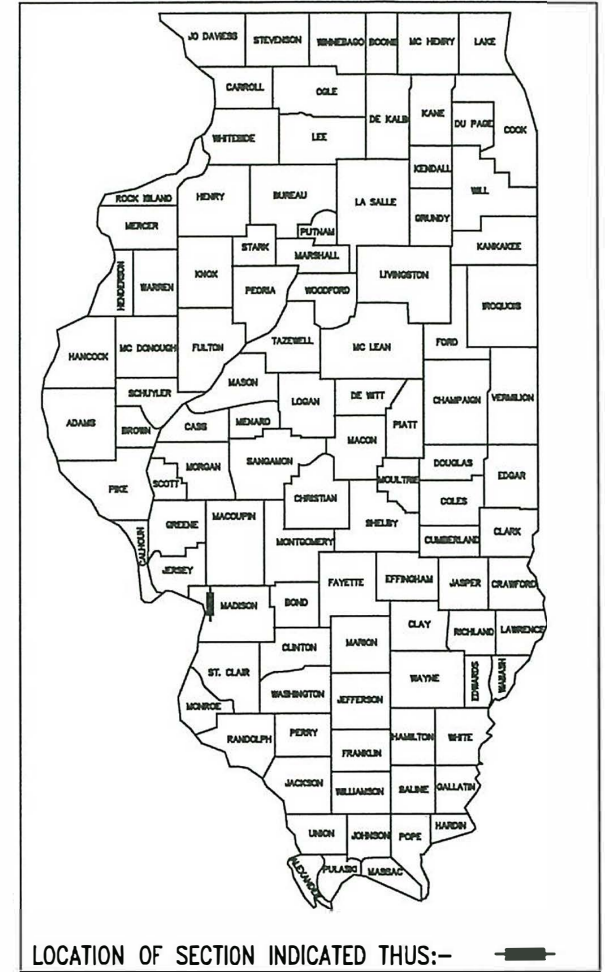 JO DAVIESS STEVENSON WINNEBAGO BOONE MC HENRY LAKE
CARROLL OGLE DE KALB KANE DU PAGE COOK
WHITESIDE LEE
KENDALL
ROCK ISLAND HENRY BUREAU LA SALLE WILL
MERCER PUTNAM GRUNDY
STARK MARSHALL KANKAKEE
HENDERSON WARREN KNOX PEORIA WOODFORD LIVINGSTON
IROQUOIS
HANCOCK MC DONOUGH FULTON TAZEWELL MC LEAN FORD
MASON
SCHUYLER LOGAN DE WITT CHAMPAIGN VERMILION
ADAMS BROWN CASS MENARD MACON PIATT
SANGAMON
PIKE SCOTT MORGAN MOULTRIE DOUGLAS EDGAR
CHRISTIAN COLES
GREENE MACOUPIN SHELBY
CALHOUN MONTGOMERY CUMBERLAND CLARK
JERSEY FAYETTE EFFINGHAM JASPER CRAWFORD
MADISON BOND
CLAY RICHLAND LAWRENCE
CLINTON MARION
ST. CLAIR WAYNE EDWARDS WABASH
WASHINGTON JEFFERSON
MONROE
RANDOLPH PERRY HAMILTON WHITE
FRANKLIN
JACKSON WILLIAMSON SALINE GALLATIN
UNION JOHNSON POPE HARDIN
ALEXANDER PULASKI MASSAC
LOCATION OF SECTION INDICATED THUS:-